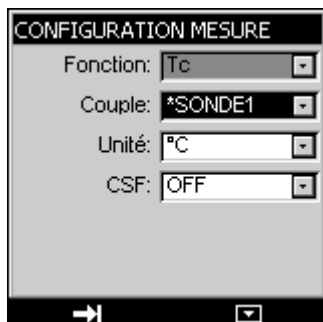 CONFIGURATION MESURE
Fonction: Tc
Couple: *SONDE1
Unité: °C
CSF: OFF